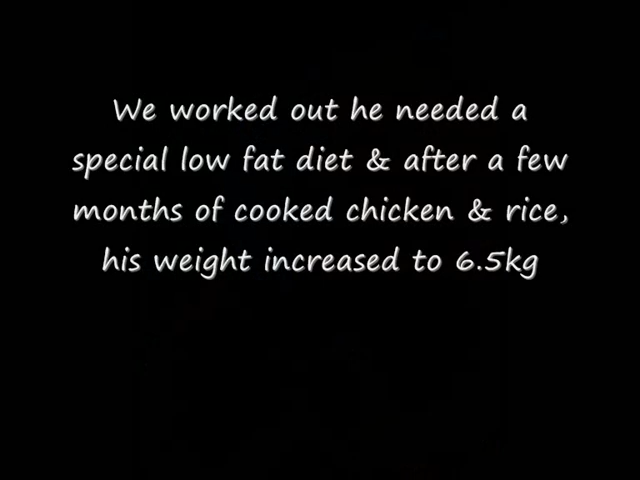 We worked out he needed a
special low fat diet & after a few
months of cooked chicken & rice,
his weight increased to 6.5kg